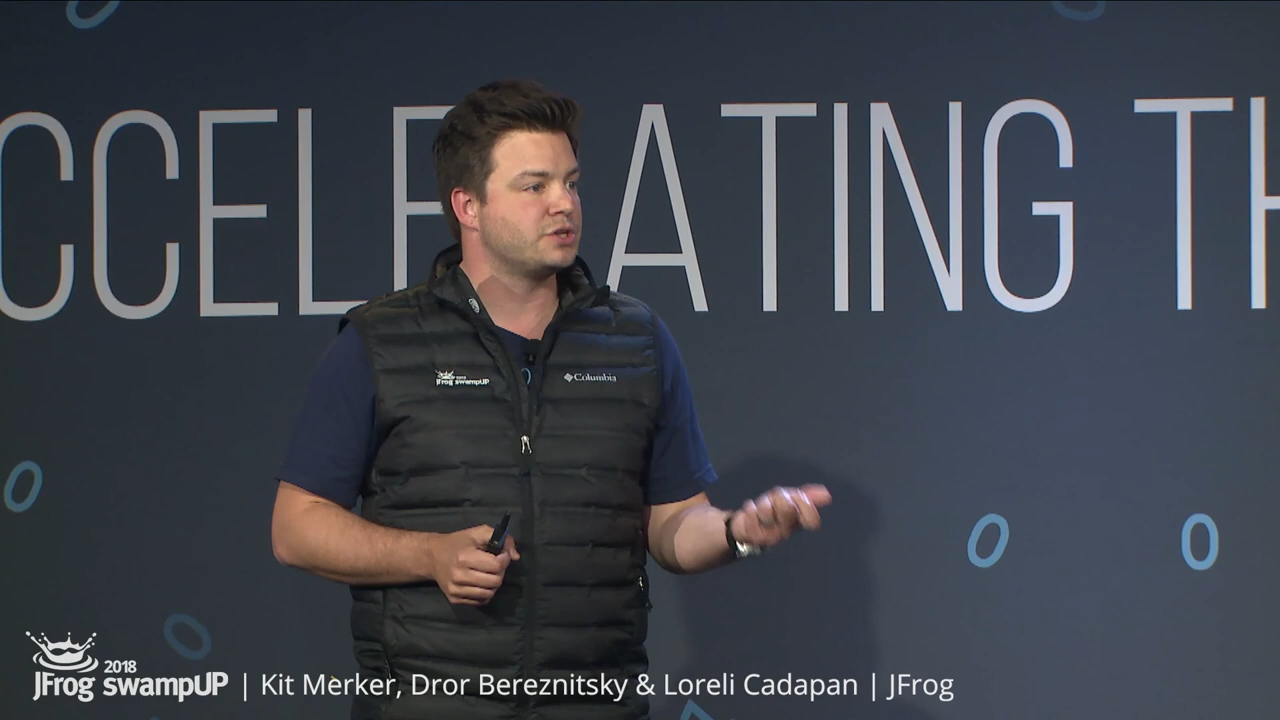 CCELE ATING TH
JFrog swampUP
Columbia
2018
JFrog swampUP | Kit Merker, Dror Bereznitsky & Loreli Cadapan | JFrog